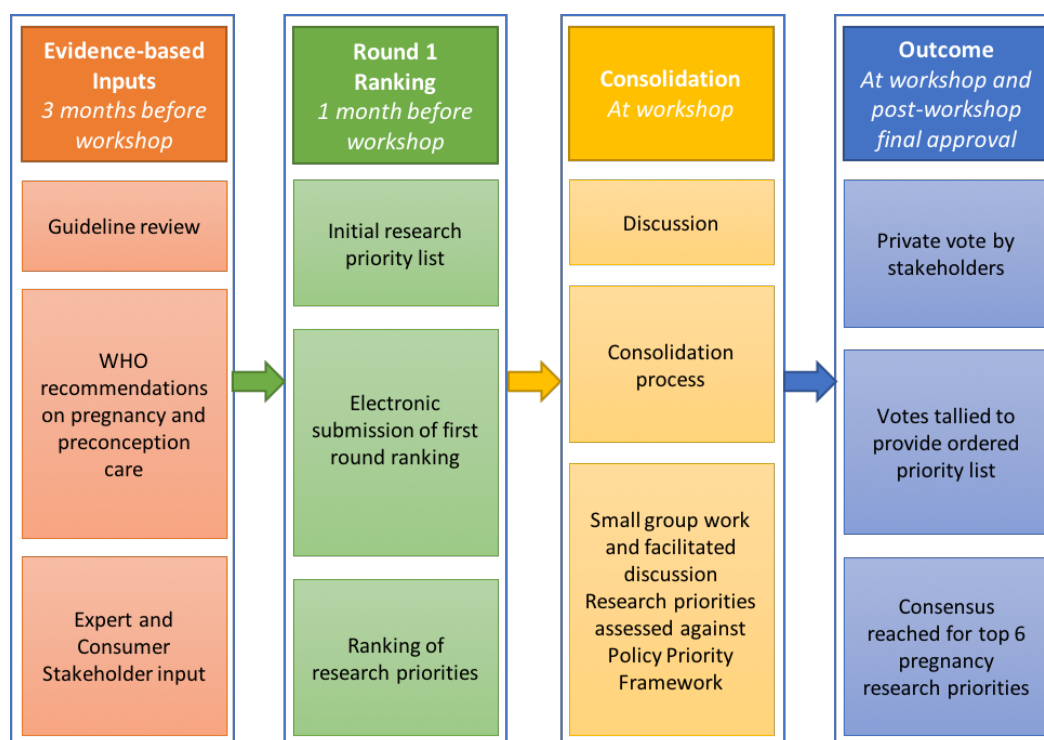 Evidence-based
Inputs
3 months before
workshop
Guideline review
WHO
recommendations
on pregnancy and
preconception
care
Expert and
Consumer
Stakeholder input
Round 1
Ranking
1 month before
workshop
Initial research
priority list
Electronic
submission of first
round ranking
Ranking of
research priorities
Consolidation
At workshop
Discussion
Consolidation
process
Small group work
and facilitated
discussion
Research priorities
assessed against
Policy Priority
Framework
Outcome
At workshop and
post-workshop
final approval
Private vote by
stakeholders
Votes tallied to
provide ordered
priority list
Consensus
reached for top 6
pregnancy
research priorities